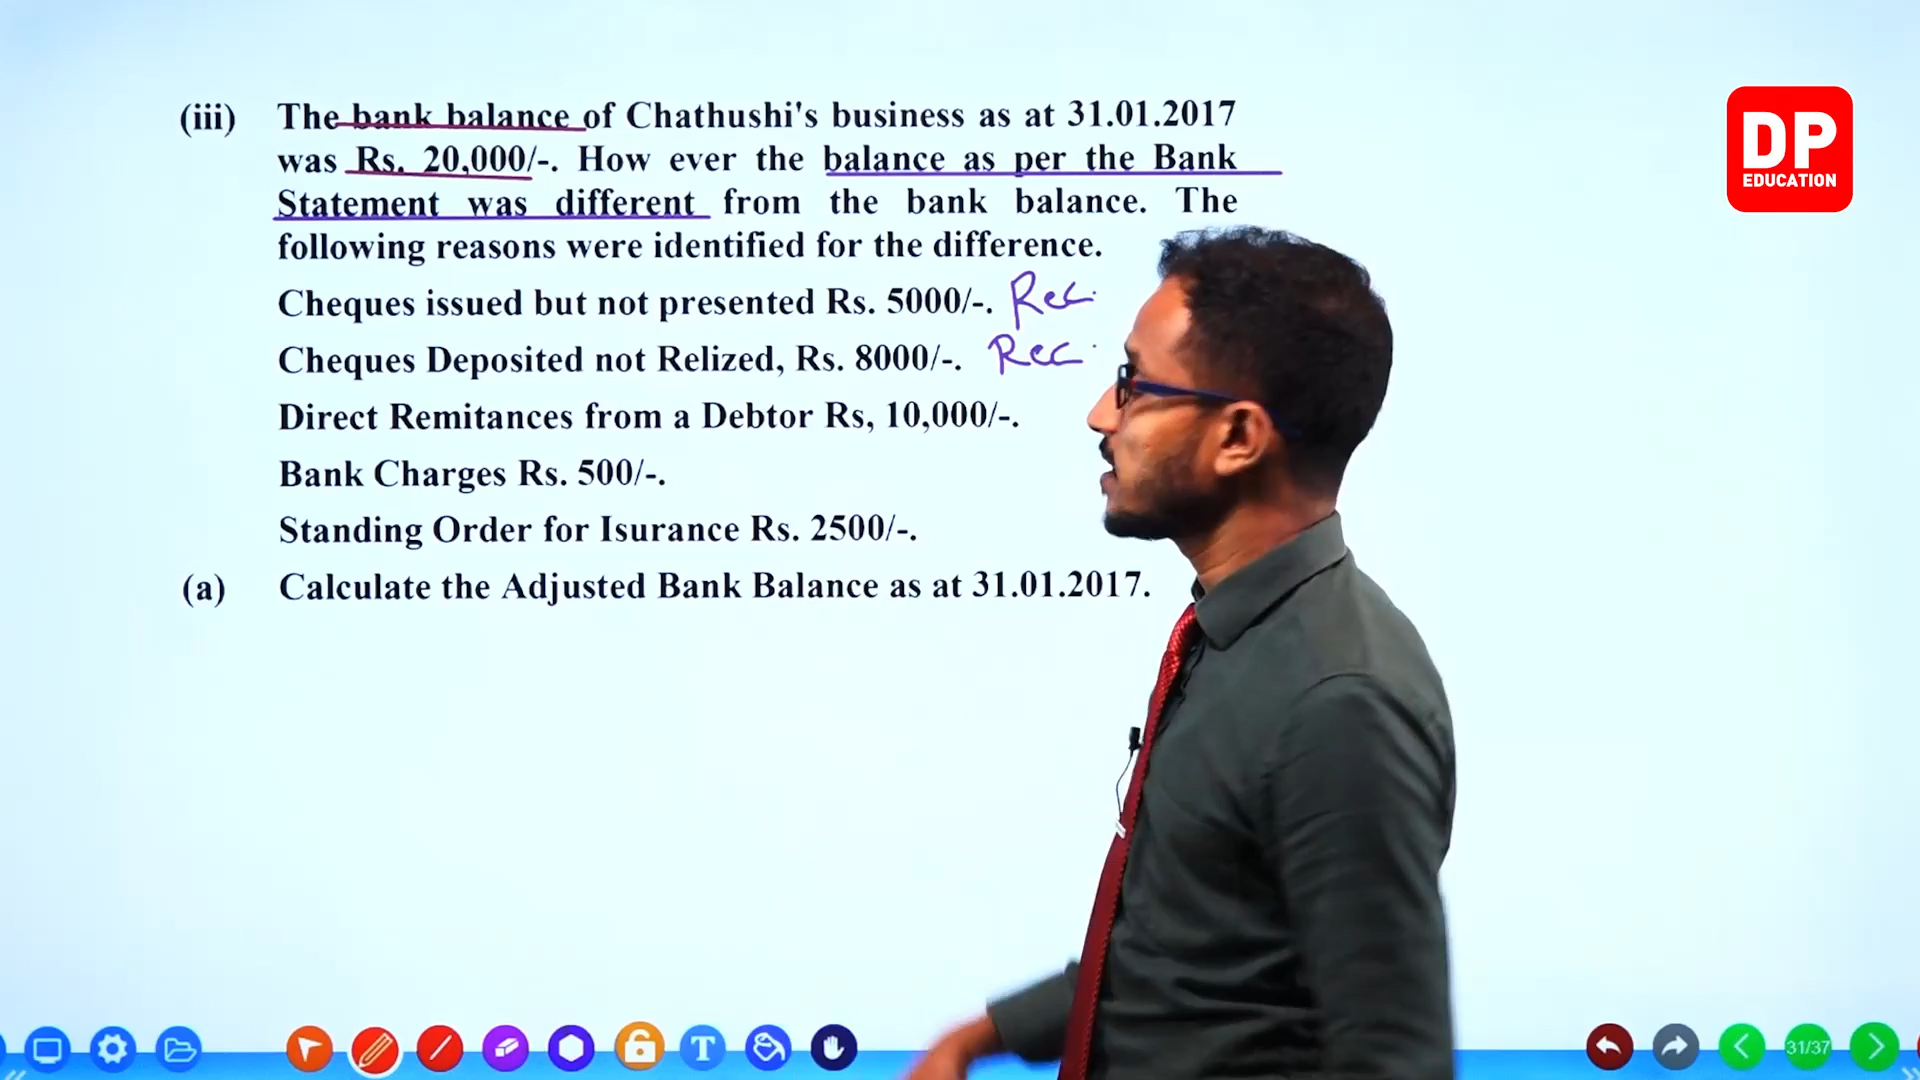 DP
EDUCATION
(iii) The bank balance of Chathushi's business as at 31.01.2017
was Rs. 20,000/-. How ever the balance as per the Bank
Statement was different from the bank balance. The
following reasons were identified for the difference.
Cheques issued but not presented Rs. 5000/-. Rec.
Cheques Deposited not Relized, Rs. 8000/-. Rec.
Direct Remitances from a Debtor Rs, 10,000/-.
Bank Charges Rs. 500/-.
Standing Order for Isurance Rs. 2500/-.
(a) Calculate the Adjusted Bank Balance as at 31.01.2017.
T
31/37